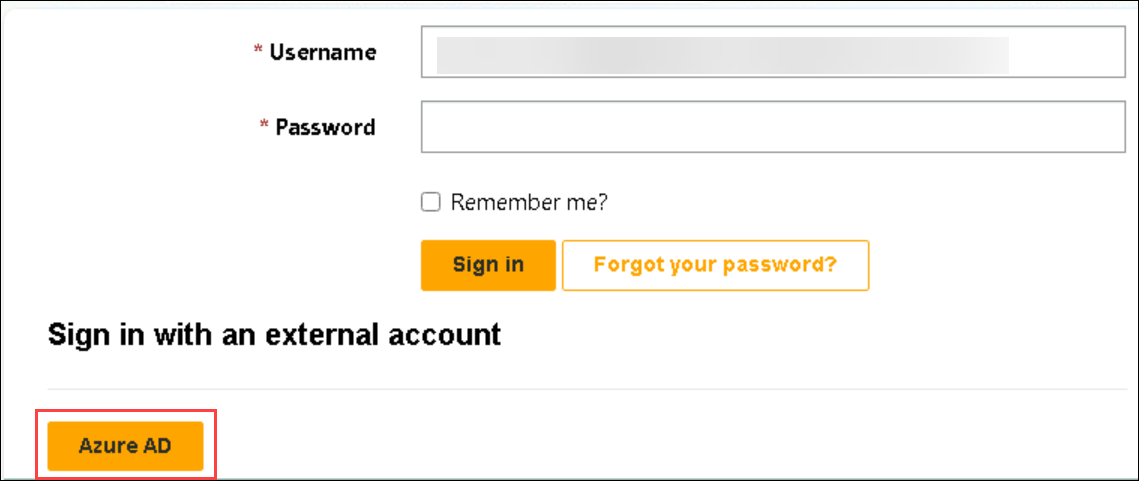 * Username
* Password
Remember me?
Sign in Forgot your password?
Sign in with an external account
Azure AD